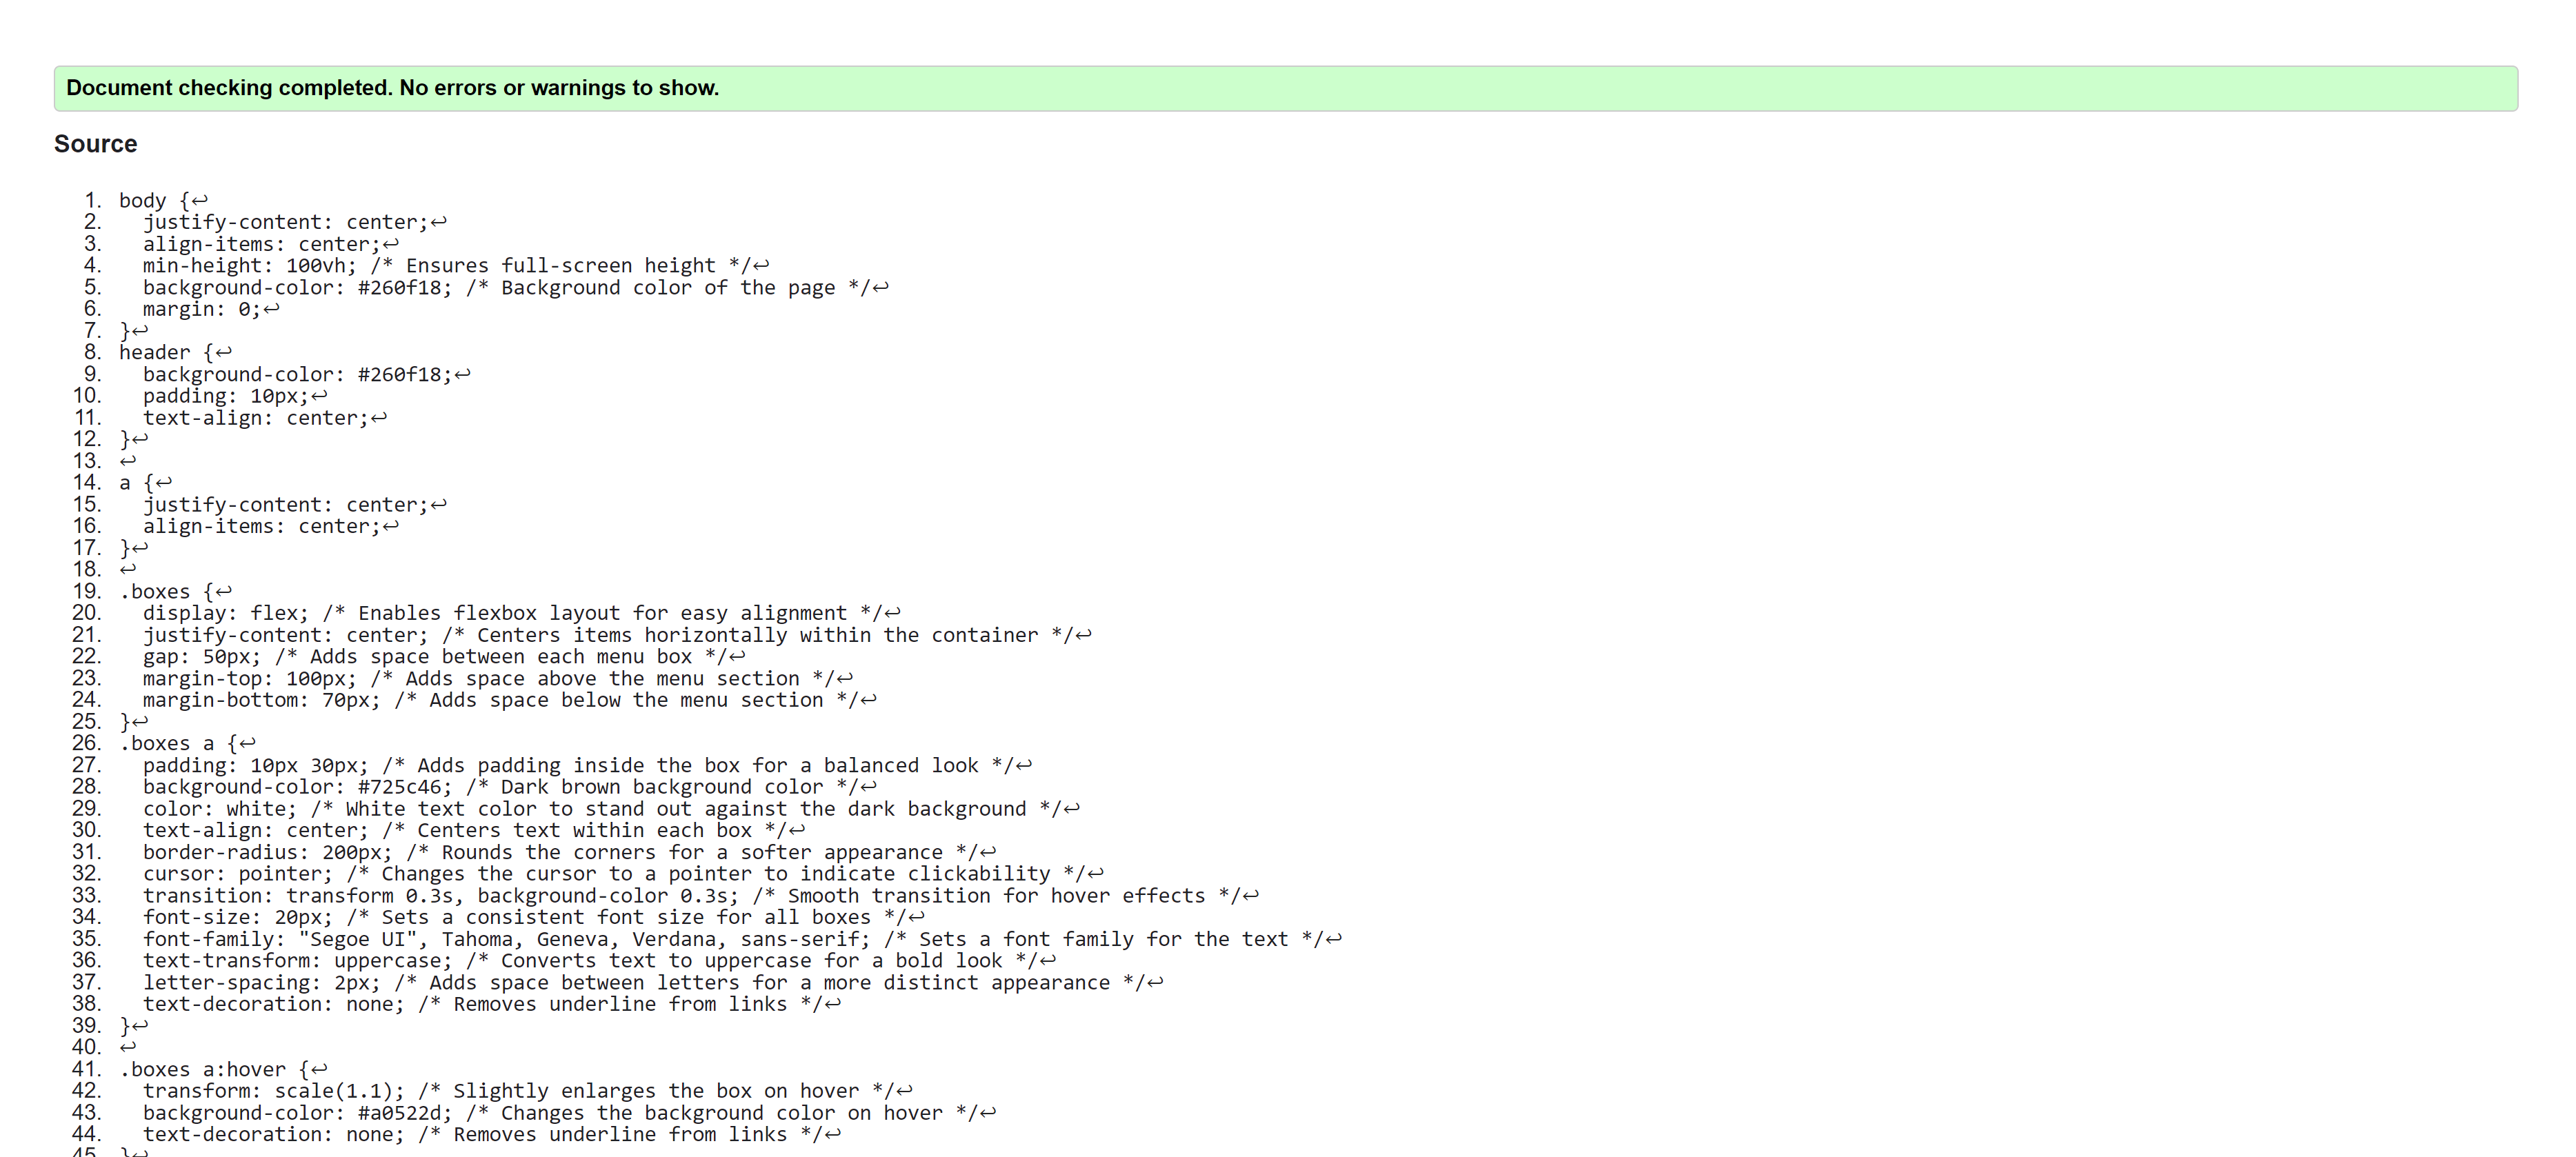 Document checking completed. No errors or warnings to show.
Source
1. body {↩
2.   justify-content: center;↩
3.   align-items: center;↩
4.   min-height: 100vh; /* Ensures full-screen height */↩
5.   background-color: #260f18; /* Background color of the page */↩
6.   margin: 0;↩
7. }↩
8. header {↩
9.   background-color: #260f18;↩
10.   padding: 10px;↩
11.   text-align: center;↩
12. }↩
13. ↩
14. a {↩
15.   justify-content: center;↩
16.   align-items: center;↩
17. }↩
18. ↩
19. .boxes {↩
20.   display: flex; /* Enables flexbox layout for easy alignment */↩
21.   justify-content: center; /* Centers items horizontally within the container */↩
22.   gap: 50px; /* Adds space between each menu box */↩
23.   margin-top: 100px; /* Adds space above the menu section */↩
24.   margin-bottom: 70px; /* Adds space below the menu section */↩
25. }↩
26. .boxes a {↩
27.   padding: 10px 30px; /* Adds padding inside the box for a balanced look */↩
28.   background-color: #725c46; /* Dark brown background color */↩
29.   color: white; /* White text color to stand out against the dark background */↩
30.   text-align: center; /* Centers text within each box */↩
31.   border-radius: 200px; /* Rounds the corners for a softer appearance */↩
32.   cursor: pointer; /* Changes the cursor to a pointer to indicate clickability */↩
33.   transition: transform 0.3s, background-color 0.3s; /* Smooth transition for hover effects */↩
34.   font-size: 20px; /* Sets a consistent font size for all boxes */↩
35.   font-family: "Segoe UI", Tahoma, Geneva, Verdana, sans-serif; /* Sets a font family for the text */↩
36.   text-transform: uppercase; /* Converts text to uppercase for a bold look */↩
37.   letter-spacing: 2px; /* Adds space between letters for a more distinct appearance */↩
38.   text-decoration: none; /* Removes underline from links */↩
39. }↩
40. ↩
41. .boxes a:hover {↩
42.   transform: scale(1.1); /* Slightly enlarges the box on hover */↩
43.   background-color: #a0522d; /* Changes the background color on hover */↩
44.   text-decoration: none; /* Removes underline from links */↩
45. }↩